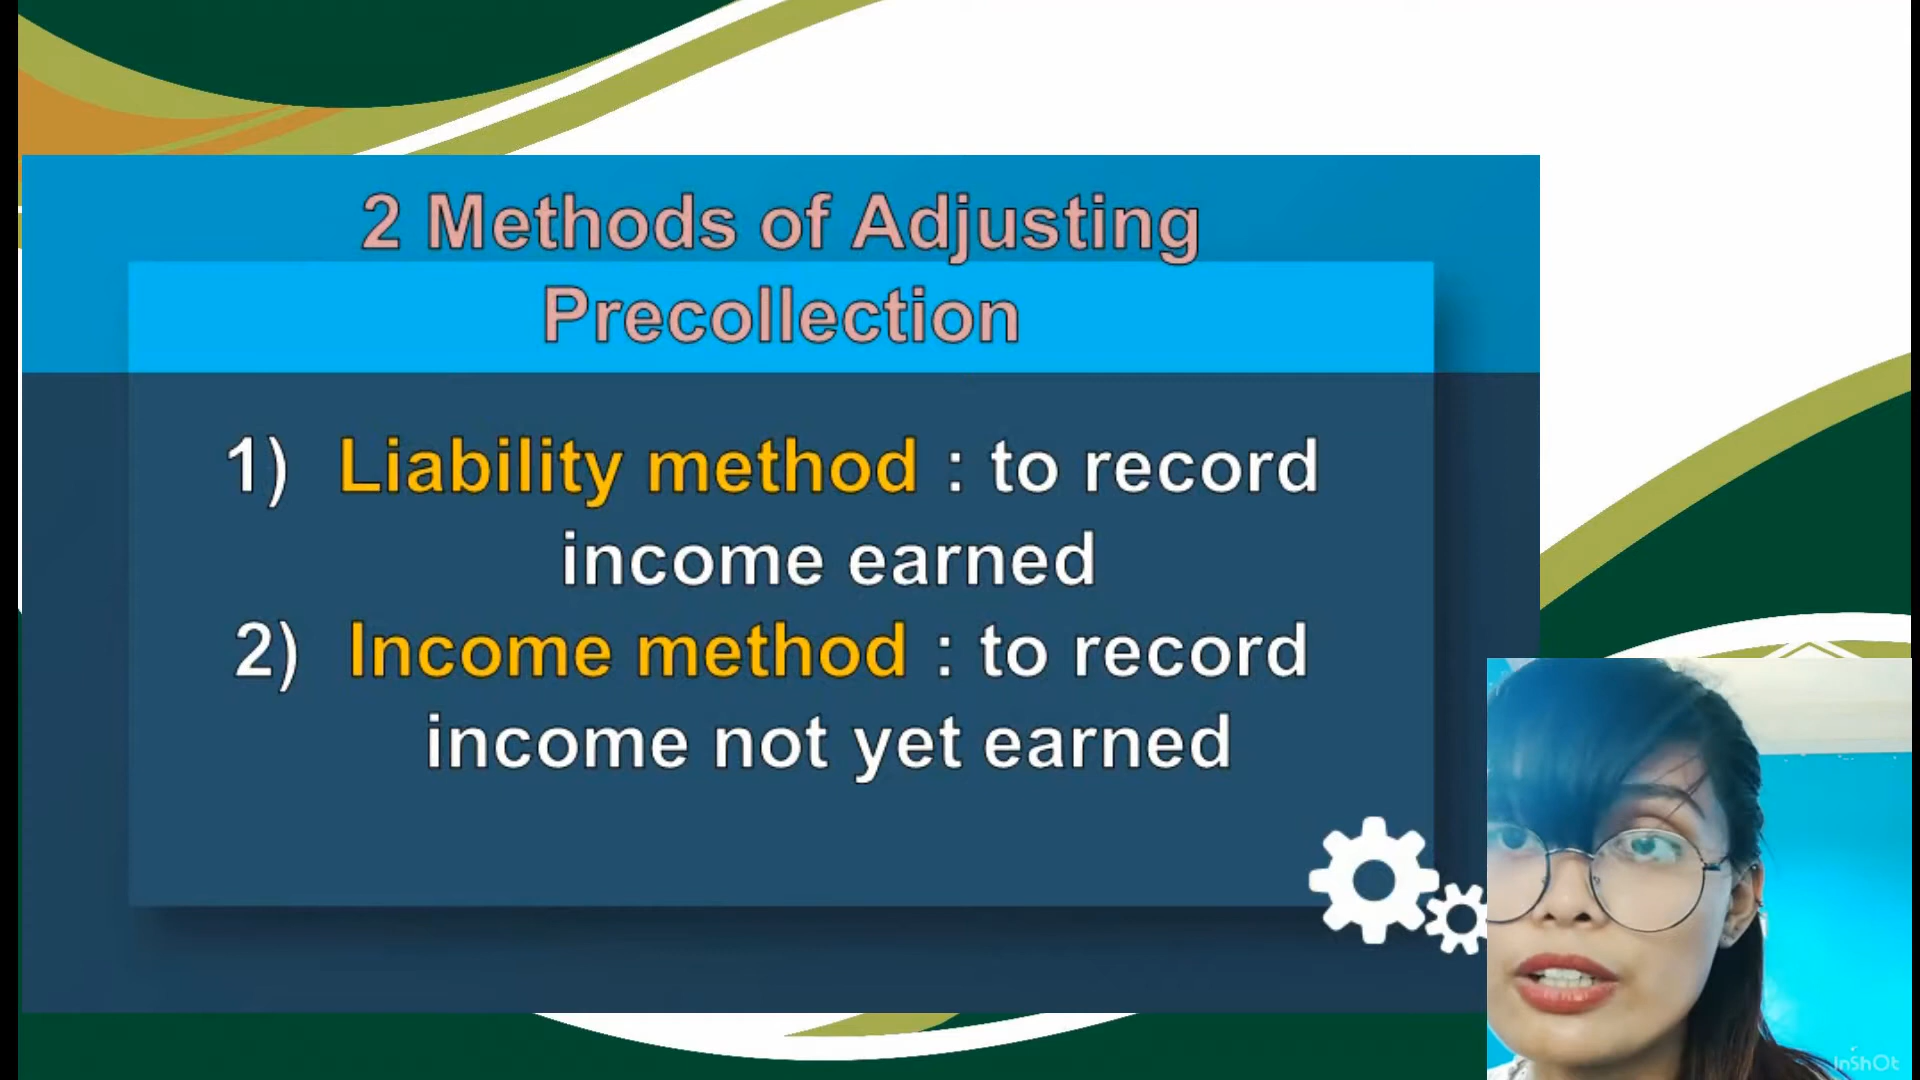 2 Methods of Adjusting
Precollection
1) Liability method : to record
income earned
2) Income method : to record
income not yet earned
InShOt